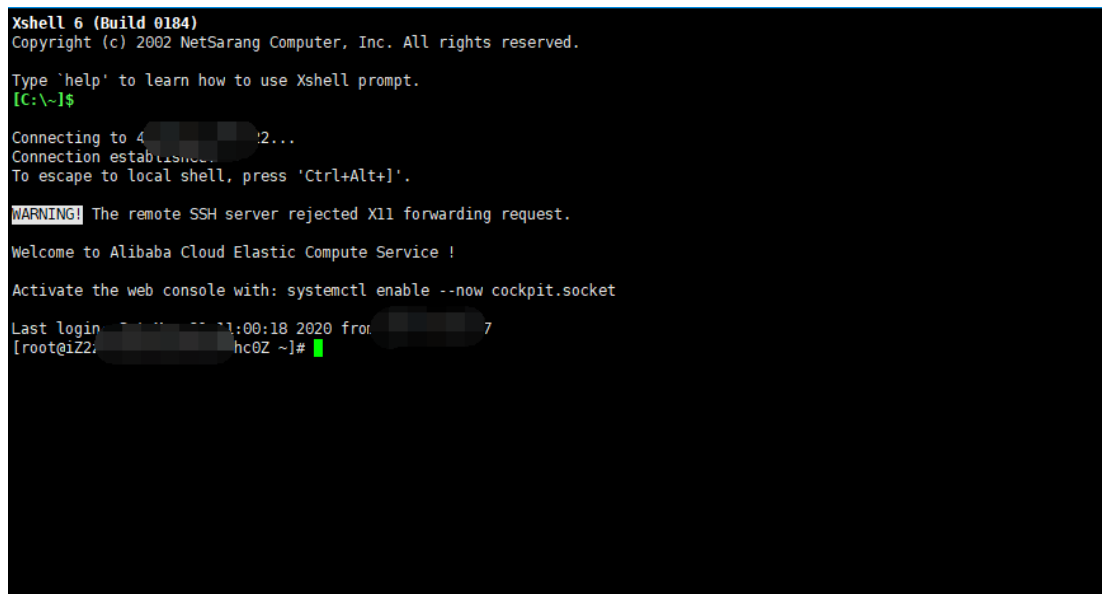 Xshell 6 (Build 0184)
Copyright (c) 2002 NetSarang Computer, Inc. All rights reserved.
Type `help' to learn how to use Xshell prompt.
[C:\~]$
Connecting to 4 22...
Connection established.
To escape to local shell, press 'Ctrl+Alt+]'.
WARNING! The remote SSH server rejected X11 forwarding request.
Welcome to Alibaba Cloud Elastic Compute Service !
Activate the web console with: systemctl enable --now cockpit.socket
Last login :00:18 2020 from 7
[root@iZ2z hc0Z ~]#